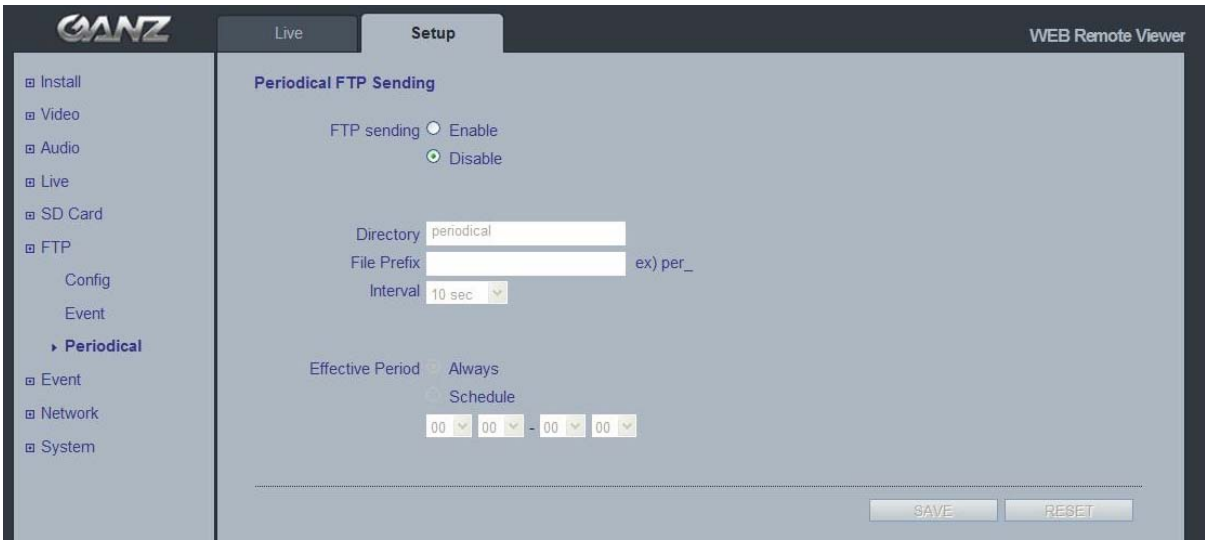 GANZ
Live
Setup
WEB Remote Viewer
Install
Video
Audio
Live
SD Card
FTP
Config
Event
Periodical
Event
Network
System
Periodical FTP Sending
FTP sending Enable
Disable
Directory periodical
File Prefix ex) per_
Interval 10 sec
Effective Period Always
Schedule
00 00 - 00 00
SAVE RESET